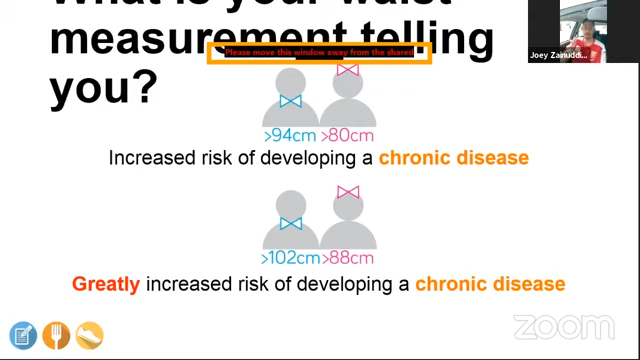 What is your waist
measurement telling
you?
Please move this window away from the shared
Joey Zainuddi...
>94cm >80cm
Increased risk of developing a chronic disease
>102cm >88cm
Greatly increased risk of developing a chronic disease
zoom